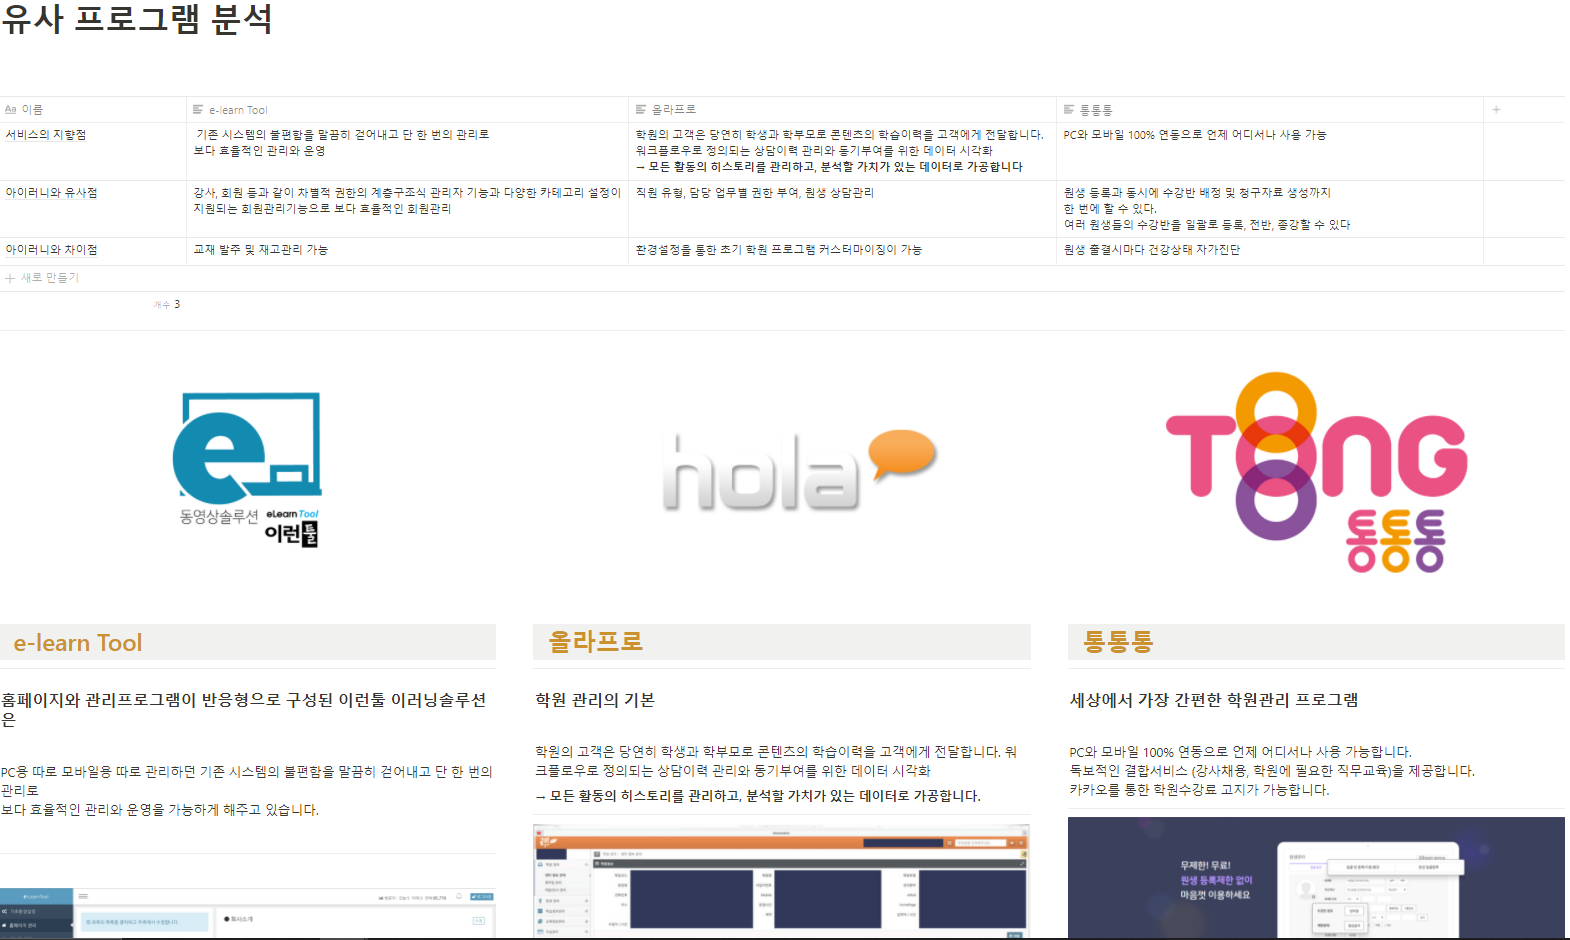 유사 프로그램 분석
Aa 이름
e-learn Tool
올라프로
통통통
서비스의 지향점
기존 시스템의 불편함을 말끔히 걷어내고 단 한 번의 관리로
보다 효율적인 관리와 운영
학원의 고객은 당연히 학생과 학부모로 콘텐츠의 학습이력을 고객에게 전달합니다.
워크플로우로 정의되는 상담이력 관리와 동기부여를 위한 데이터 시각화
→ 모든 활동의 히스토리를 관리하고, 분석할 가치가 있는 데이터로 가공합니다
PC와 모바일 100% 연동으로 언제 어디서나 사용 가능
아이러니와 유사점
강사, 회원 등과 같이 차별적 권한의 계층구조식 관리자 기능과 다양한 카테고리 설정이
지원되는 회원관리기능으로 보다 효율적인 회원관리
직원 유형, 담당 업무별 권한 부여, 원생 상담관리
원생 등록과 동시에 수강반 배정 및 청구자료 생성까지
한 번에 할 수 있다.
여러 원생들의 수강반을 일괄로 등록, 전반, 종강할 수 있다
아이러니와 차이점
교재 발주 및 재고관리 가능
환경설정을 통한 초기 학원 프로그램 커스터마이징이 가능
원생 출결시마다 건강상태 자가진단
+ 새로 만들기
개수 3
e
동영상솔루션 eLearn Tool
이런툴
hola
TONG
통통통
e-learn Tool
홈페이지와 관리프로그램이 반응형으로 구성된 이런툴 이러닝솔루션
은
PC용 따로 모바일용 따로 관리하던 기존 시스템의 불편함을 말끔히 걷어내고 단 한 번의
관리로
보다 효율적인 관리와 운영을 가능하게 해주고 있습니다.
올라프로
학원 관리의 기본
학원의 고객은 당연히 학생과 학부모로 콘텐츠의 학습이력을 고객에게 전달합니다. 워
크플로우로 정의되는 상담이력 관리와 동기부여를 위한 데이터 시각화
→ 모든 활동의 히스토리를 관리하고, 분석할 가치가 있는 데이터로 가공합니다.
통통통
세상에서 가장 간편한 학원관리 프로그램
PC와 모바일 100% 연동으로 언제 어디서나 사용 가능합니다.
독보적인 결합서비스 (강사채용, 학원에 필요한 직무교육)을 제공합니다.
카카오를 통한 학원수강료 고지가 가능합니다.
홈페이지 관리
회사소개
무제한! 무료!
원생 등록제한 없이
마음껏 이용하세요